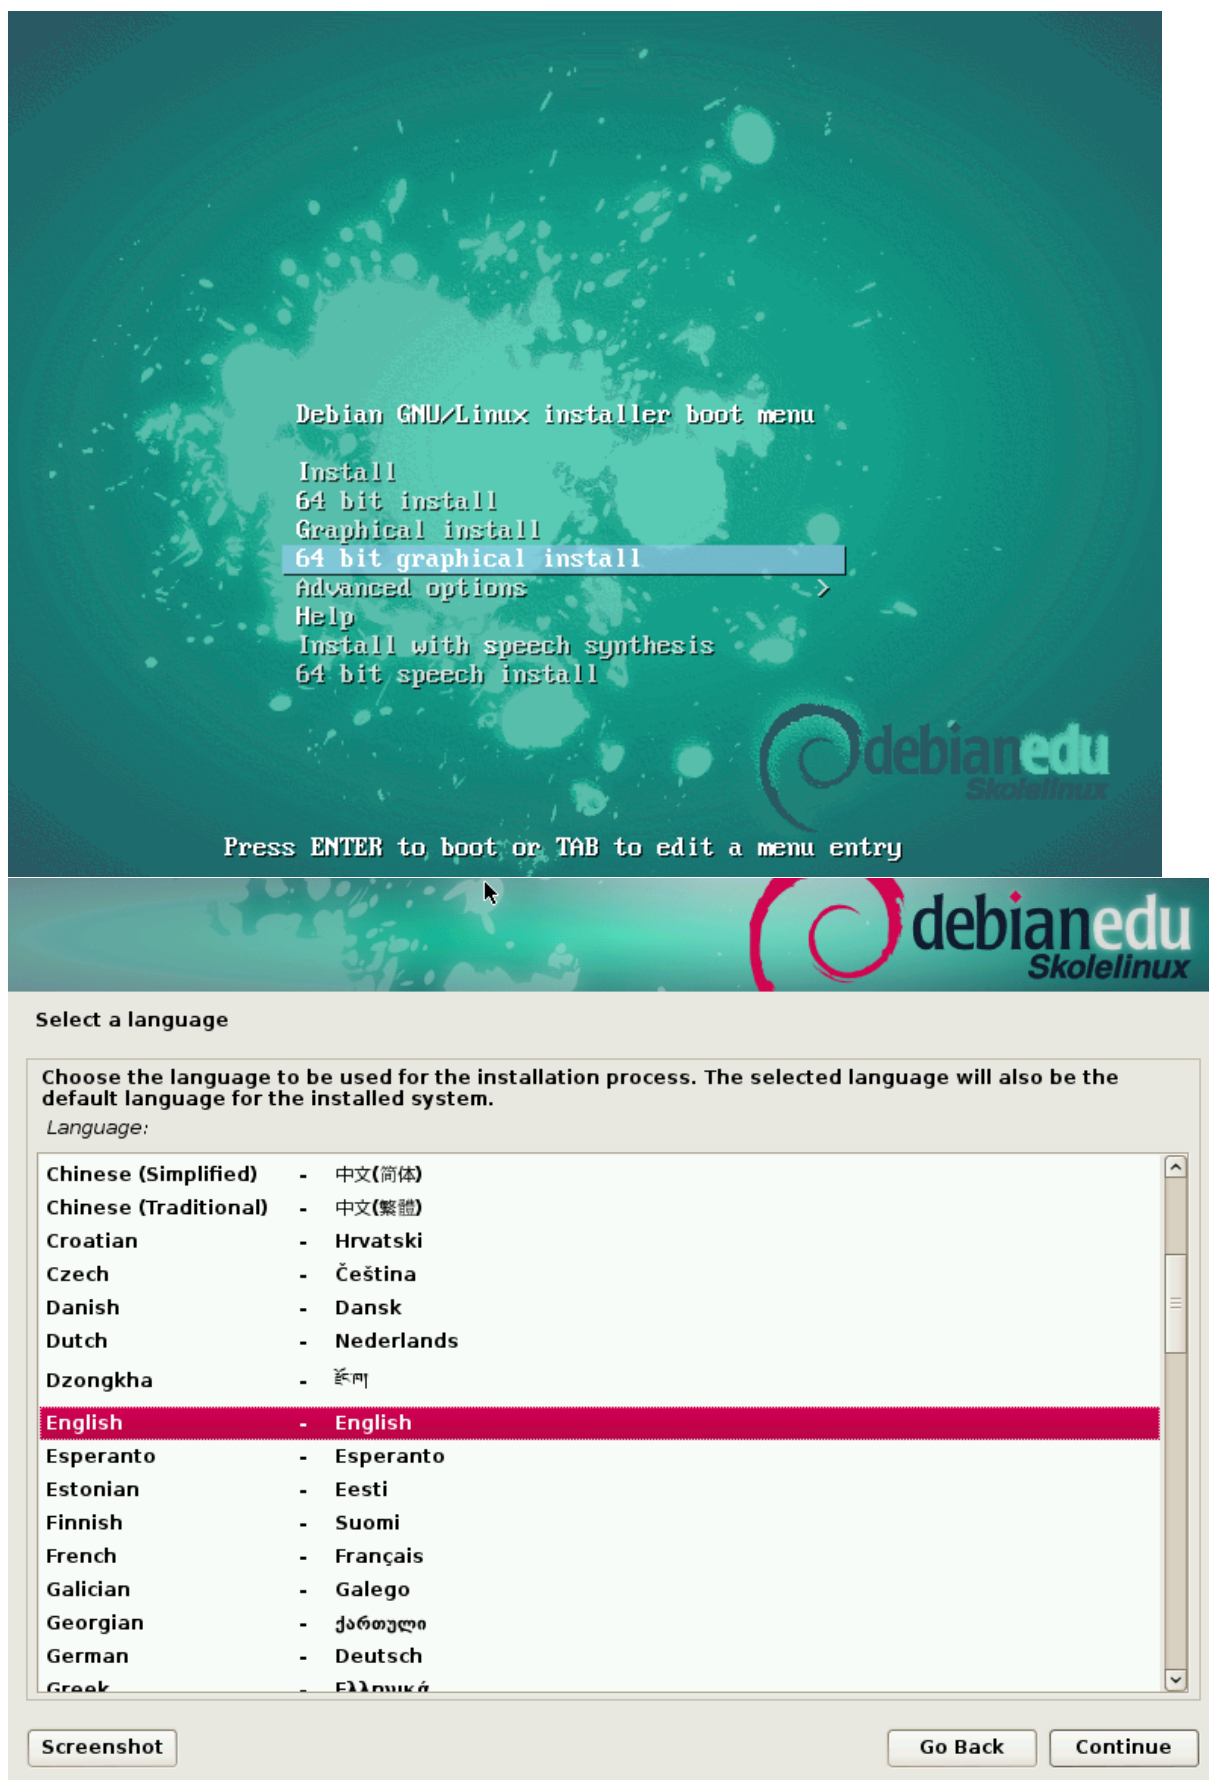 Debian GNU/Linux installer boot menu
Install
64 bit install
Graphical install
64 bit graphical install
Advanced options >
Help
Install with speech synthesis
64 bit speech install
debianedu
Skolelinux
Press ENTER to boot or TAB to edit a menu entry
debianedu
Skolelinux
Select a language
Choose the language to be used for the installation process. The selected language will also be the
default language for the installed system.
Language:
Chinese (Simplified) - 中文(简体)
Chinese (Traditional) - 中文(繁體)
Croatian - Hrvatski
Czech - Čeština
Danish - Dansk
Dutch - Nederlands
Dzongkha - རྫོང་ཁ།
English - English
Esperanto - Esperanto
Estonian - Eesti
Finnish - Suomi
French - Français
Galician - Galego
Georgian - ქართული
German - Deutsch
Greek - Ελληνικά
Screenshot Go Back Continue